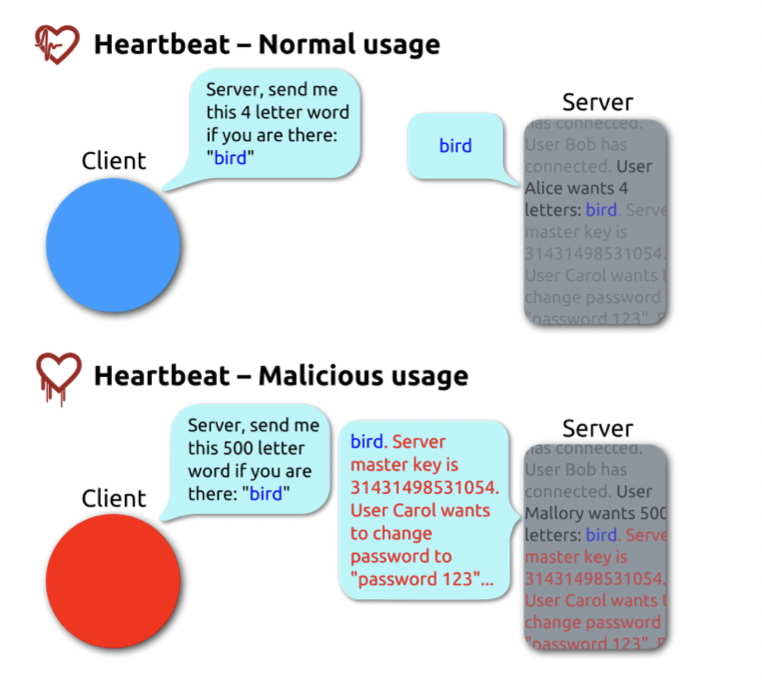 Heartbeat – Normal usage
Client
Server, send me
this 4 letter word
if you are there:
"bird"
bird
Server
has connected.
User Bob has
connected. User
Alice wants 4
letters: bird. Serve
master key is
31431498531054.
User Carol wants t
change password
"password 123".
Heartbeat – Malicious usage
Client
Server, send me
this 500 letter
word if you are
there: "bird"
bird. Server
master key is
31431498531054.
User Carol wants
to change
password to
"password 123"...
Server
has connected.
User Bob has
connected. User
Mallory wants 500
letters: bird. Serve
master key is
31431498531054.
User Carol wants t
change password
"password 123".